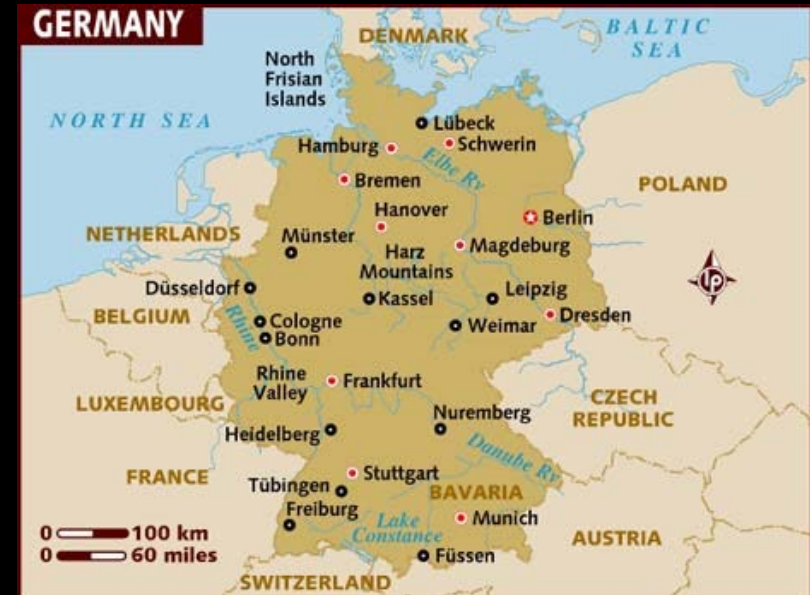 GERMANY
DENMARK
BALTIC
SEA
North
Frisian
Islands
NORTH SEA
Lübeck
Hamburg
Schwerin
Elbe Rv
Bremen
POLAND
Hanover
Berlin
NETHERLANDS
Münster
Harz
Mountains
Magdeburg
Düsseldorf
Kassel
Leipzig
LP
BELGIUM
Rhine
Cologne
Weimar
Dresden
Bonn
Rhine
Valley
Frankfurt
LUXEMBOURG
CZECH
REPUBLIC
Nuremberg
Heidelberg
Danube Rv
FRANCE
Stuttgart
Tübingen
BAVARIA
Freiburg
Lake
Constance
Munich
0 100 km
0 60 miles
AUSTRIA
Füssen
SWITZERLAND